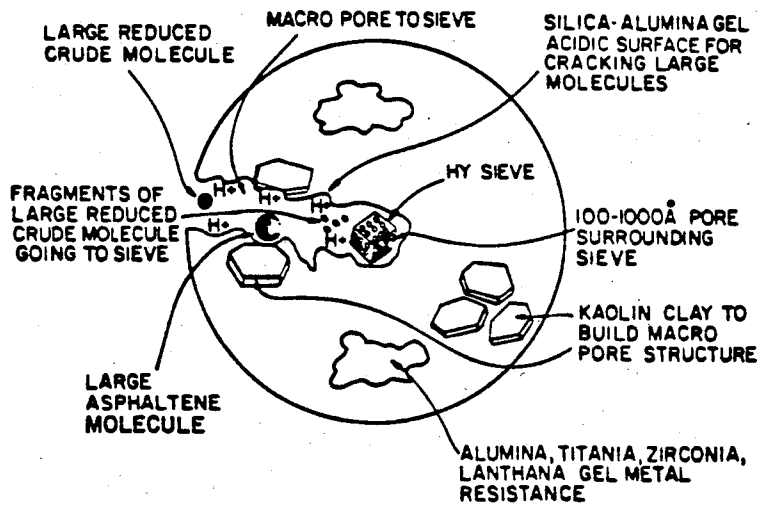 LARGE REDUCED
CRUDE MOLECULE
MACRO PORE TO SIEVE
SILICA-ALUMINA GEL
ACIDIC SURFACE FOR
CRACKING LARGE
MOLECULES
HY SIEVE
FRAGMENTS OF
LARGE REDUCED
CRUDE MOLECULE
GOING TO SIEVE
H+
H+
H+
H+
H+
100-1000Å PORE
SURROUNDING
SIEVE
KAOLIN CLAY TO
BUILD MACRO
PORE STRUCTURE
LARGE
ASPHALTENE
MOLECULE
ALUMINA, TITANIA, ZIRCONIA,
LANTHANA GEL METAL
RESISTANCE